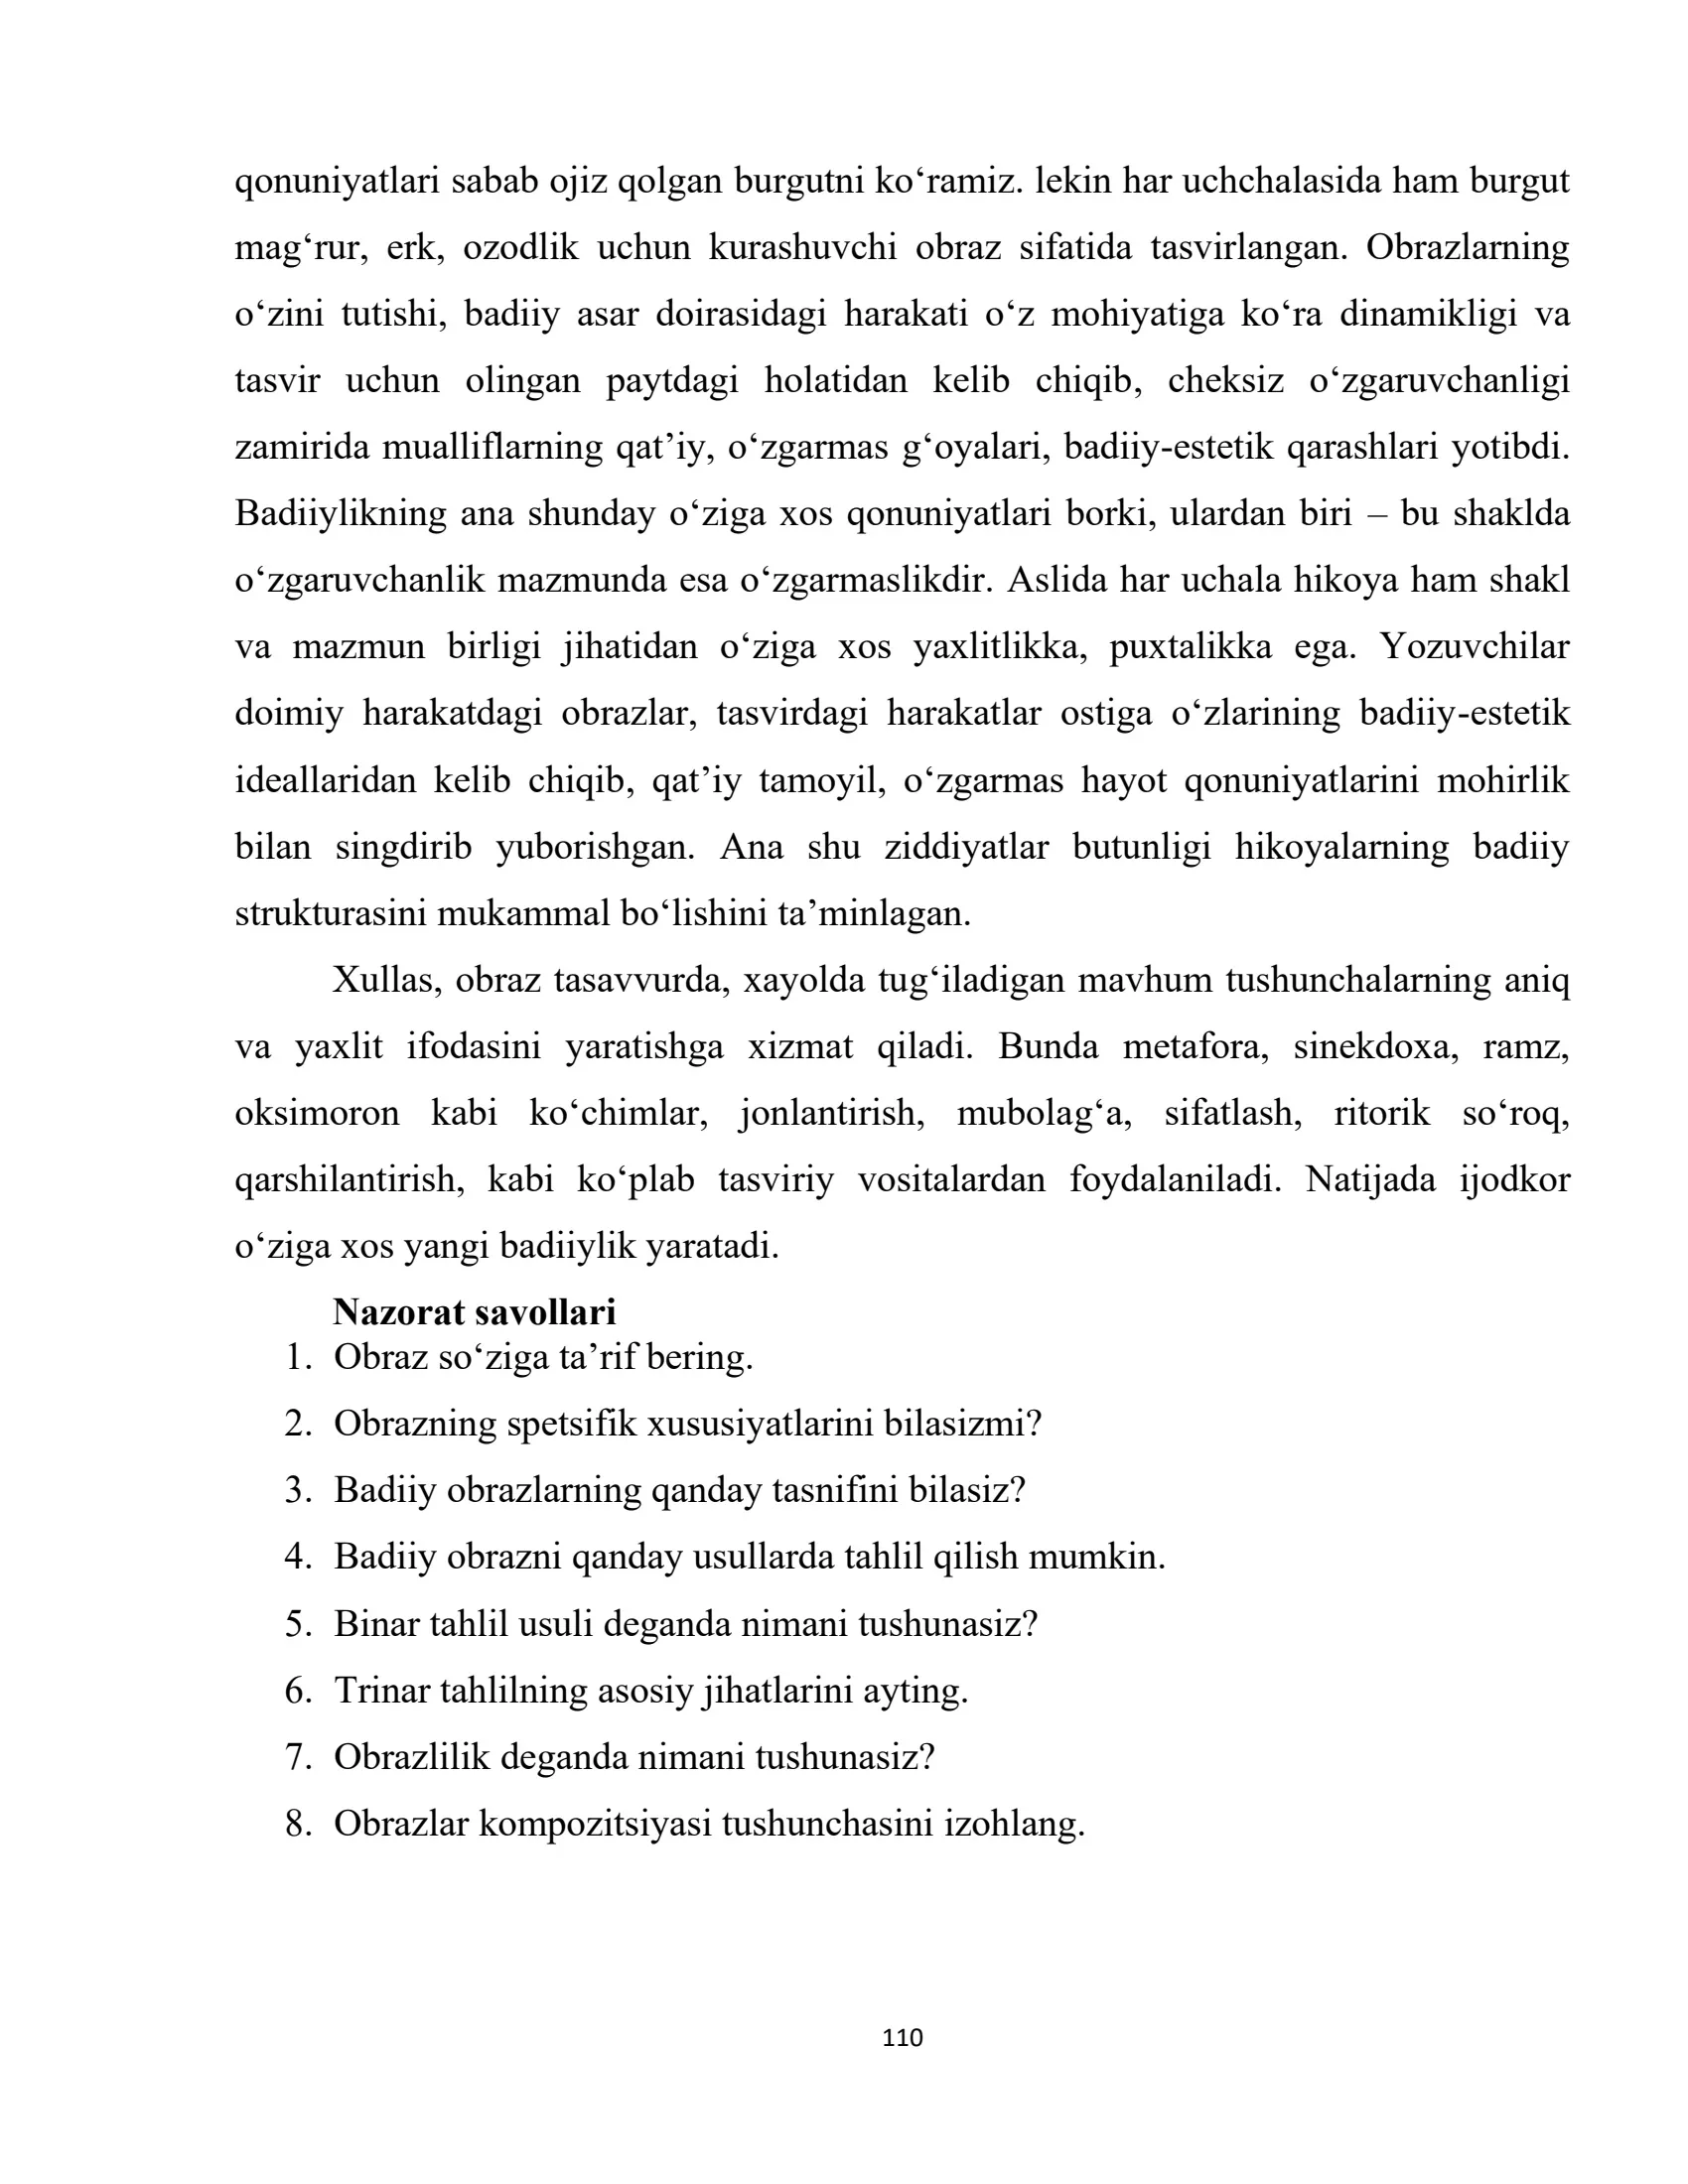 qonuniyatlari sabab ojiz qolgan burgutni ko‘ramiz. lekin har uchchalasida ham burgut
mag‘rur, erk, ozodlik uchun kurashuvchi obraz sifatida tasvirlangan. Obrazlarning
o‘zini tutishi, badiiy asar doirasidagi harakati o‘z mohiyatiga ko‘ra dinamikligi va
tasvir uchun olingan paytdagi holatidan kelib chiqib, cheksiz o‘zgaruvchanligi
zamirida mualliflarning qat’iy, o‘zgarmas g‘oyalari, badiiy-estetik qarashlari yotibdi.
Badiiylikning ana shunday o‘ziga xos qonuniyatlari borki, ulardan biri – bu shaklda
o‘zgaruvchanlik mazmunda esa o‘zgarmaslikdir. Aslida har uchala hikoya ham shakl
va mazmun birligi jihatidan o‘ziga xos yaxlitlikka, puxtalikka ega. Yozuvchilar
doimiy harakatdagi obrazlar, tasvirdagi harakatlar ostiga o‘zlarining badiiy-estetik
ideallaridan kelib chiqib, qat’iy tamoyil, o‘zgarmas hayot qonuniyatlarini mohirlik
bilan singdirib yuborishgan. Ana shu ziddiyatlar butunligi hikoyalarning badiiy
strukturasini mukammal bo‘lishini ta’minlagan.
Xullas, obraz tasavvurda, xayolda tug‘iladigan mavhum tushunchalarning aniq
va yaxlit ifodasini yaratishga xizmat qiladi. Bunda metafora, sinekdoxa, ramz,
oksimoron kabi ko‘chimlar, jonlantirish, mubolag‘a, sifatlash, ritorik so‘roq,
qarshilantirish, kabi ko‘plab tasviriy vositalardan foydalaniladi. Natijada ijodkor
o‘ziga xos yangi badiiylik yaratadi.
Nazorat savollari
1. Obraz so‘ziga ta’rif bering.
2. Obrazning spetsifik xususiyatlarini bilasizmi?
3. Badiiy obrazlarning qanday tasnifini bilasiz?
4. Badiiy obrazni qanday usullarda tahlil qilish mumkin.
5. Binar tahlil usuli deganda nimani tushunasiz?
6. Trinar tahlilning asosiy jihatlarini ayting.
7. Obrazlilik deganda nimani tushunasiz?
8. Obrazlar kompozitsiyasi tushunchasini izohlang.
110